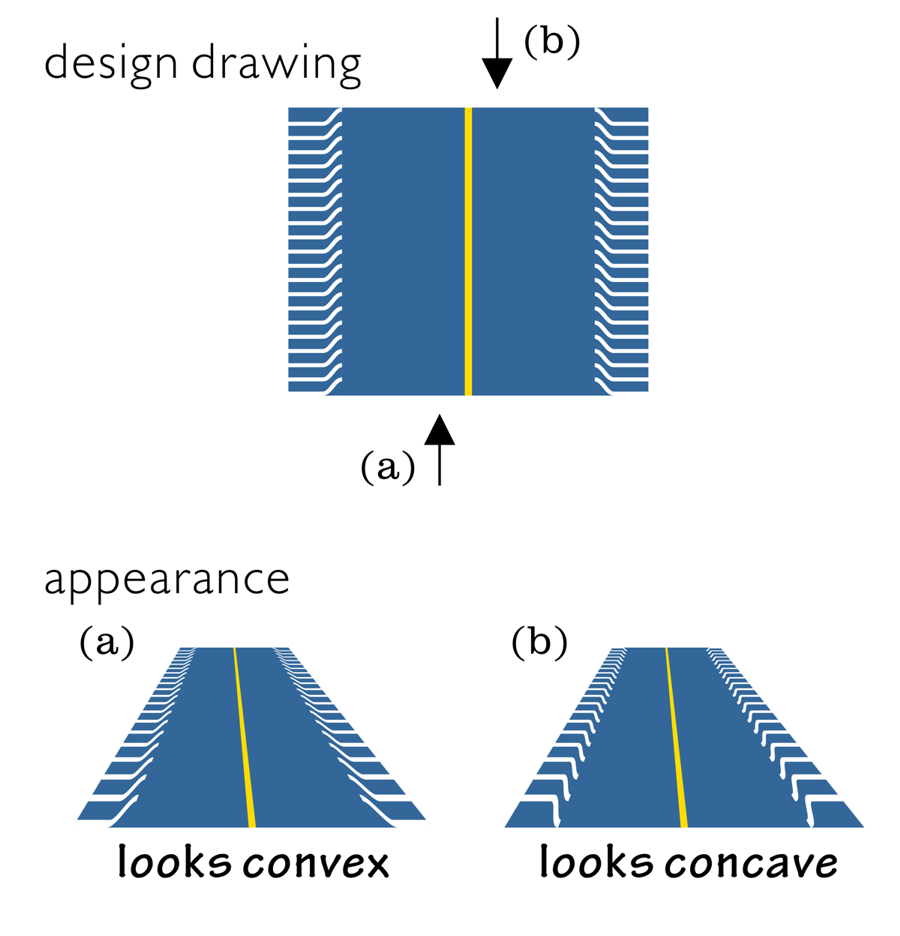 design drawing
(b)
(a)
appearance
(a)
(b)
looks convex
looks concave